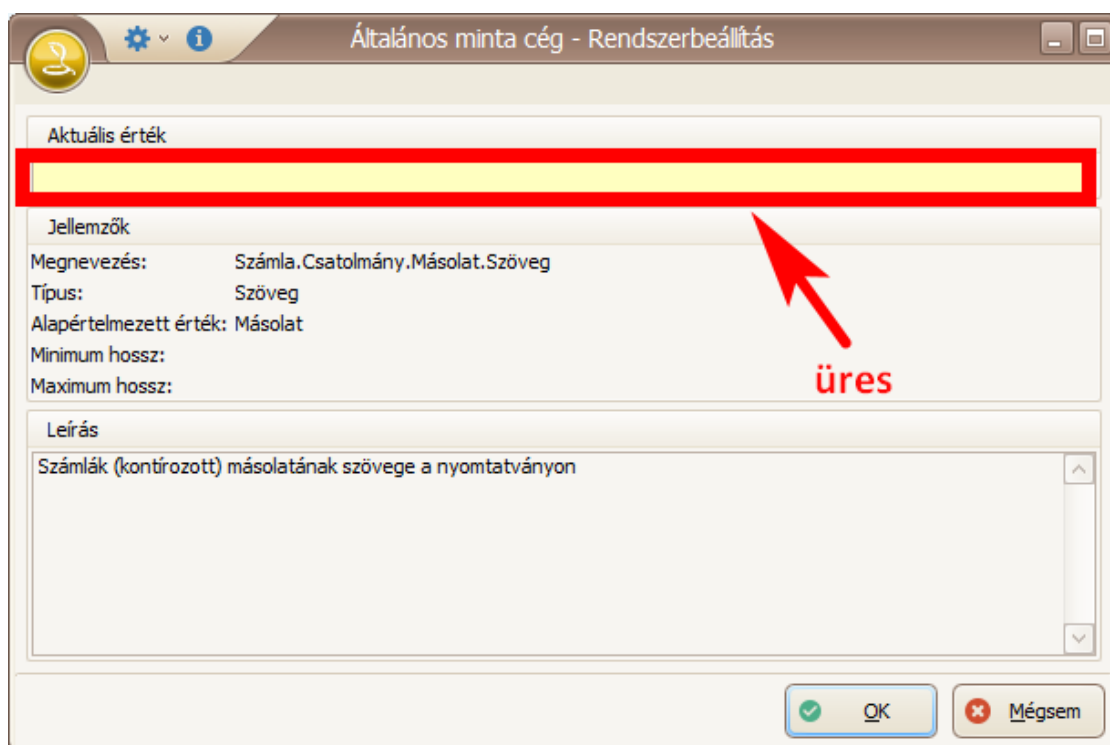 Általános minta cég - Rendszerbeállítás
Aktuális érték
Jellemzők
Megnevezés: Számla.Csatolmány.Másolat.Szöveg
Típus: Szöveg
Alapértelmezett érték: Másolat
Minimum hossz:
Maximum hossz:
üres
Leírás
Számlák (kontírozott) másolatának szövege a nyomtatványon
OK Mégsem